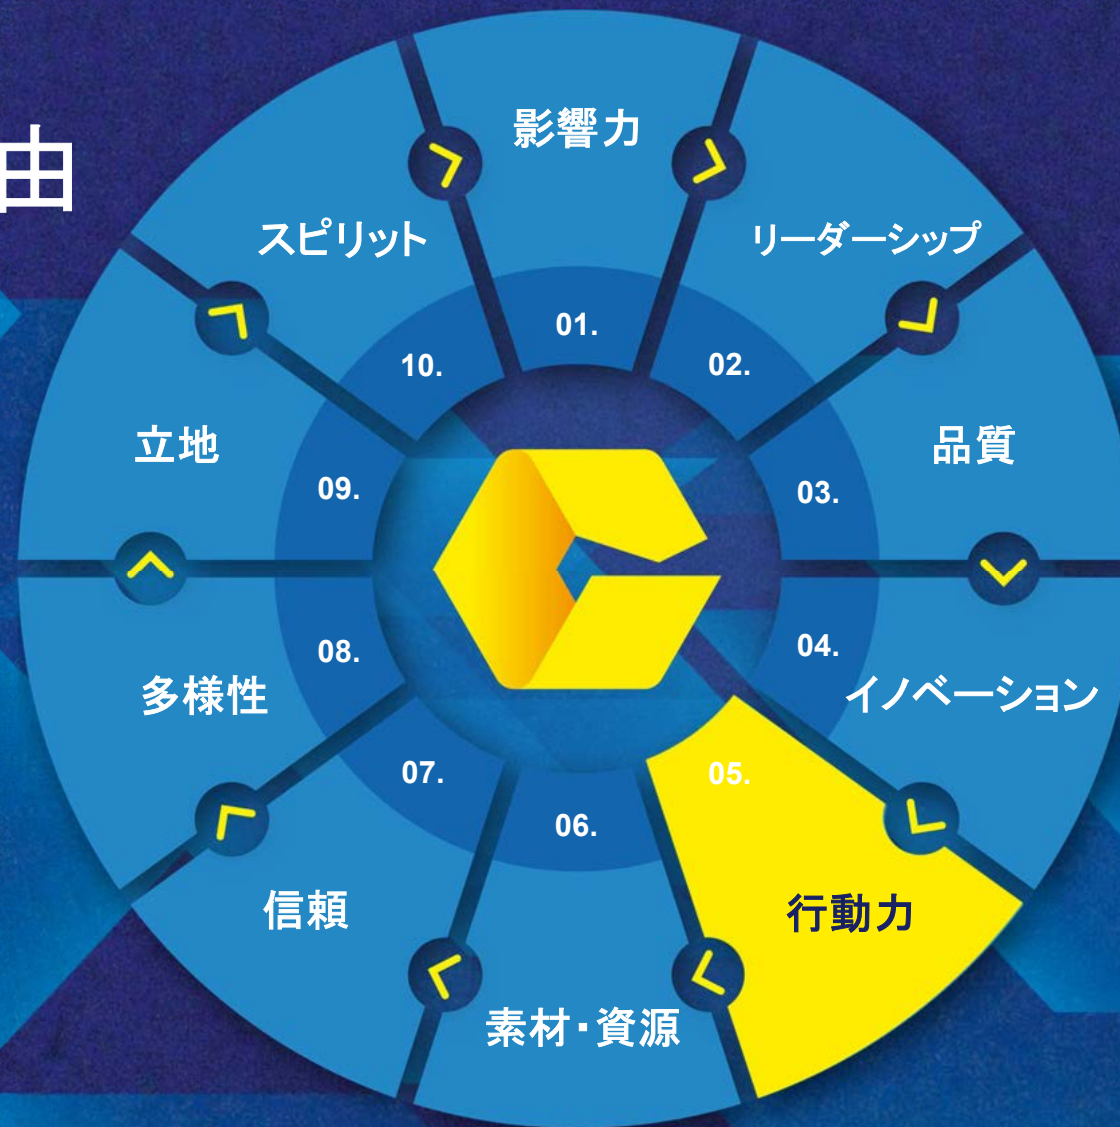 由
影響力
01.
リーダーシップ
02.
品質
03.
イノベーション
04.
行動力
05.
素材・資源
06.
信頼
07.
多様性
08.
立地
09.
スピリット
10.